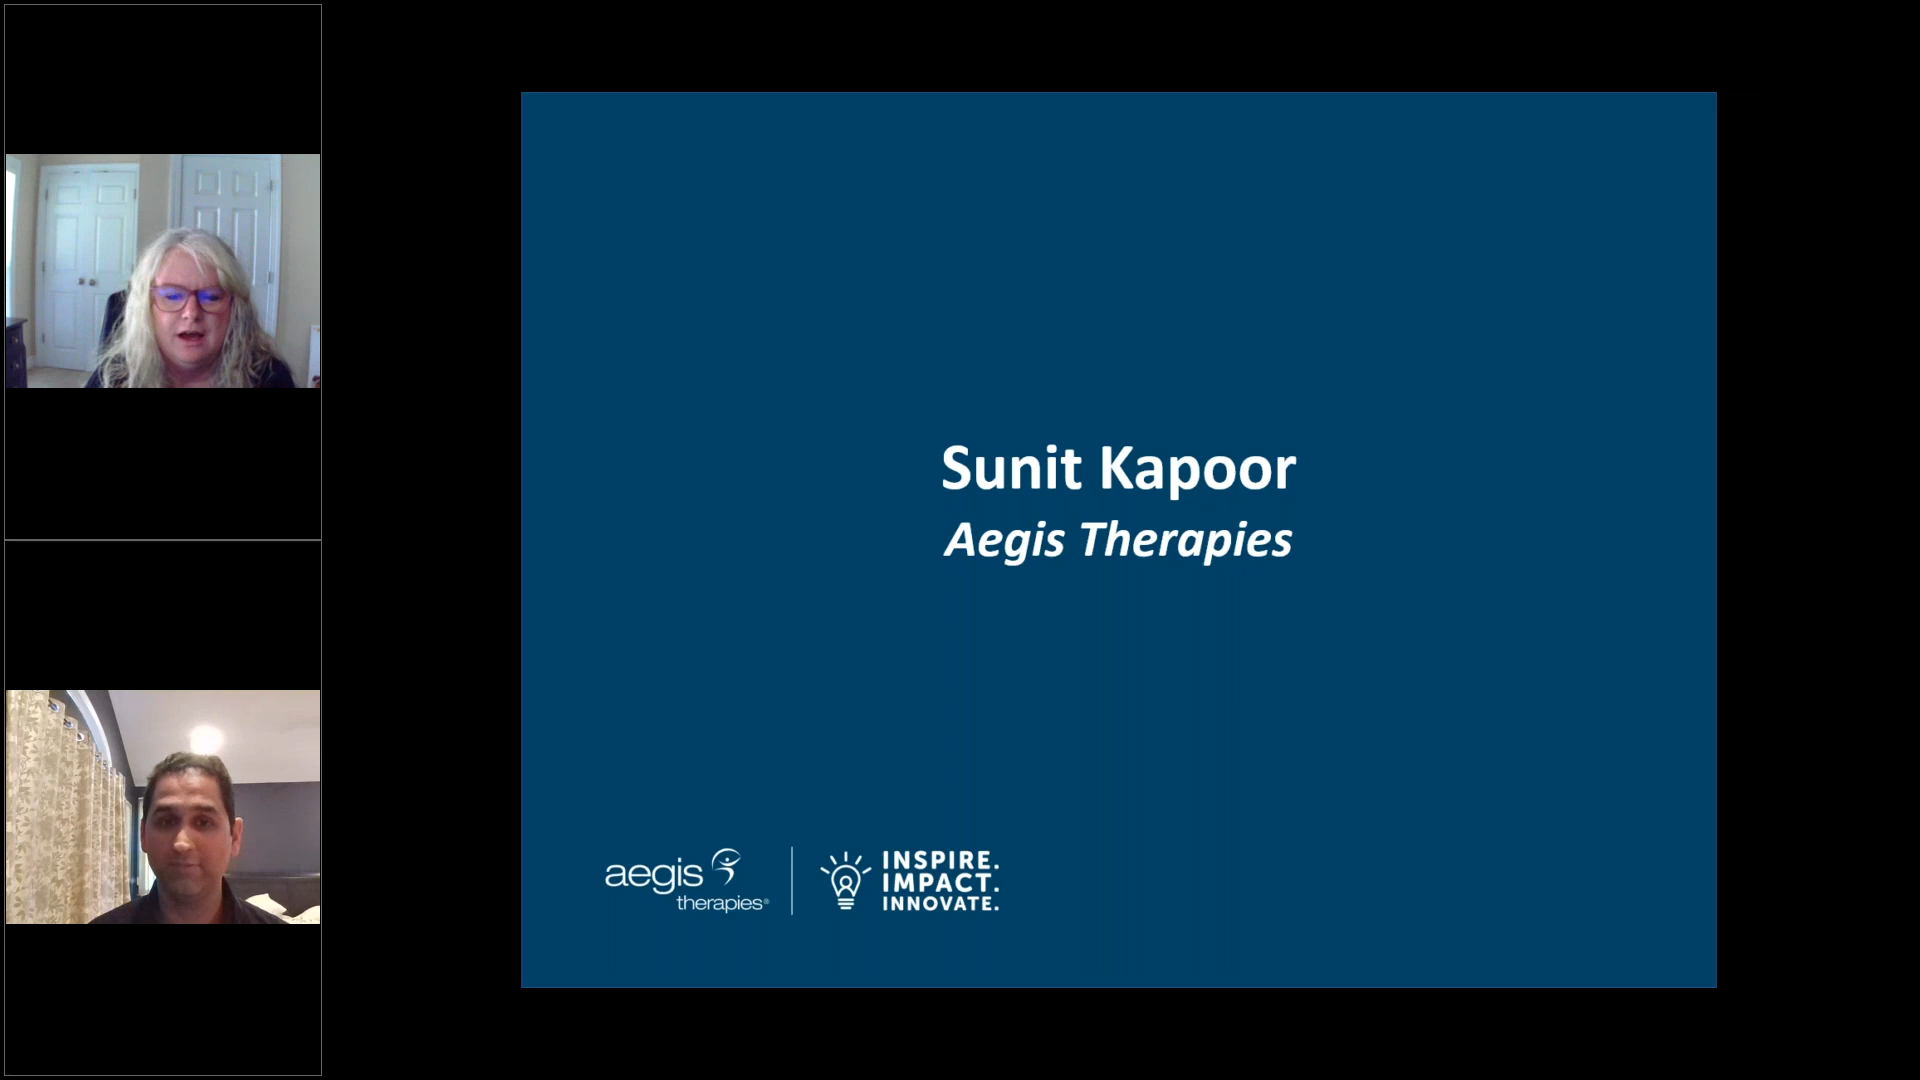 Sunit Kapoor
Aegis Therapies
aegis
therapies®
INSPIRE.
IMPACT.
INNOVATE.